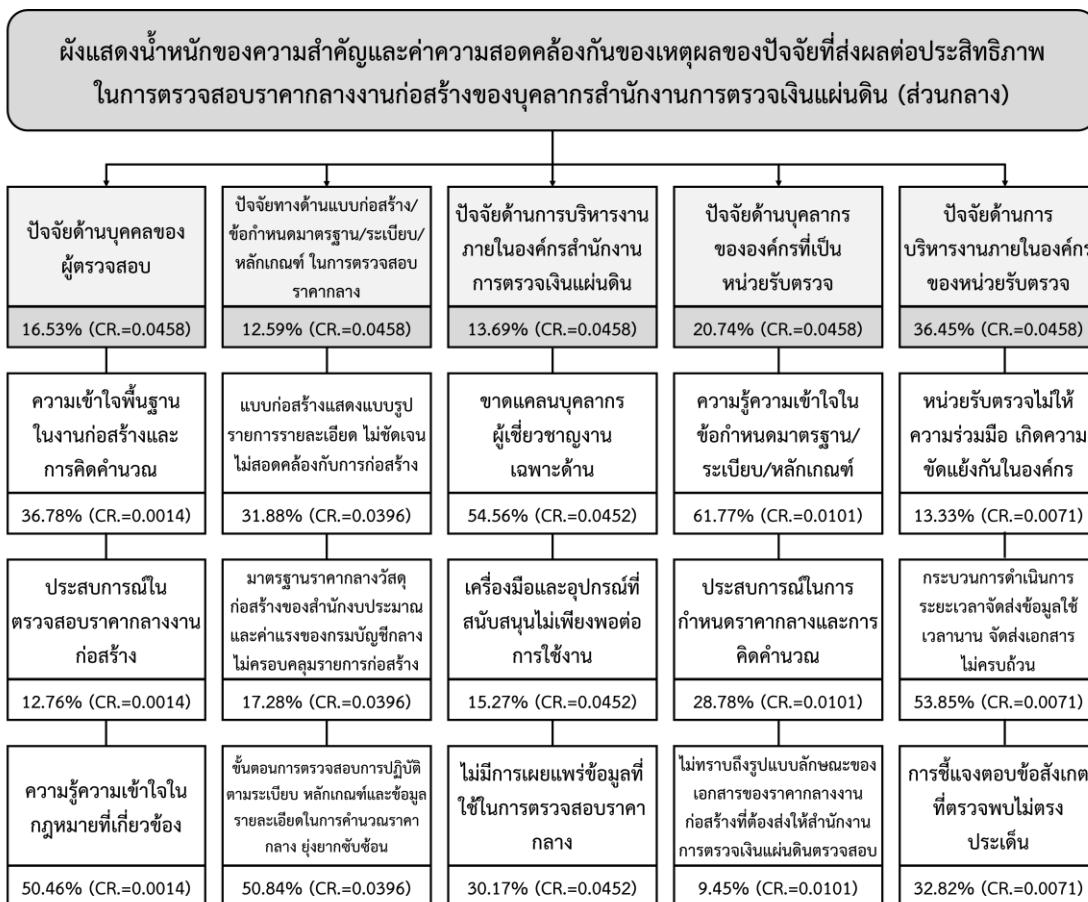 ผังแสดงน้ำหนักของความสำคัญและค่าความสอดคล้องกันของเหตุผลของปัจจัยที่ส่งผลต่อประสิทธิภาพ
ในการตรวจสอบราคากลางงานก่อสร้างของบุคลากรสำนักงานการตรวจเงินแผ่นดิน (ส่วนกลาง)
ปัจจัยด้านบุคคลของ
ผู้ตรวจสอบ
16.53% (CR.=0.0458)
ความเข้าใจพื้นฐาน
ในงานก่อสร้างและ
การคิดคำนวณ
36.78% (CR.=0.0014)
ประสบการณ์ใน
ตรวจสอบราคากลางงาน
ก่อสร้าง
12.76% (CR.=0.0014)
ความรู้ความเข้าใจใน
กฎหมายที่เกี่ยวข้อง
50.46% (CR.=0.0014)
ปัจจัยทางด้านแบบก่อสร้าง/
ข้อกำหนดมาตรฐาน/ระเบียบ/
หลักเกณฑ์ ในการตรวจสอบ
ราคากลาง
12.59% (CR.=0.0458)
แบบก่อสร้างแสดงแบบรูป
รายการรายละเอียด ไม่ชัดเจน
ไม่สอดคล้องกับการก่อสร้าง
31.88% (CR.=0.0396)
มาตรฐานราคากลางวัสดุ
ก่อสร้างของสำนักงบประมาณ
และค่าแรงของกรมบัญชีกลาง
ไม่ครอบคลุมรายการก่อสร้าง
17.28% (CR.=0.0396)
ขั้นตอนการตรวจสอบการปฏิบัติ
ตามระเบียบ หลักเกณฑ์และข้อมูล
รายละเอียดในการคำนวณราคา
กลาง ยุ่งยากซับซ้อน
50.84% (CR.=0.0396)
ปัจจัยด้านการบริหารงาน
ภายในองค์กรสำนักงาน
การตรวจเงินแผ่นดิน
13.69% (CR.=0.0458)
ขาดแคลนบุคลากร
ผู้เชี่ยวชาญงาน
เฉพาะด้าน
54.56% (CR.=0.0452)
เครื่องมือและอุปกรณ์ที่
สนับสนุนไม่เพียงพอต่อ
การใช้งาน
15.27% (CR.=0.0452)
ไม่มีการเผยแพร่ข้อมูลที่
ใช้ในการตรวจสอบราคา
กลาง
30.17% (CR.=0.0452)
ปัจจัยด้านบุคลากร
ขององค์กรที่เป็น
หน่วยรับตรวจ
20.74% (CR.=0.0458)
ความรู้ความเข้าใจใน
ข้อกำหนดมาตรฐาน/
ระเบียบ/หลักเกณฑ์
61.77% (CR.=0.0101)
ประสบการณ์ในการ
กำหนดราคากลางและการ
คิดคำนวณ
28.78% (CR.=0.0101)
ไม่ทราบถึงรูปแบบลักษณะของ
เอกสารของราคากลางงาน
ก่อสร้างที่ต้องส่งให้สำนักงาน
การตรวจเงินแผ่นดินตรวจสอบ
9.45% (CR.=0.0101)
ปัจจัยด้านการ
บริหารงานภายในองค์กร
ของหน่วยรับตรวจ
36.45% (CR.=0.0458)
หน่วยรับตรวจไม่ให้
ความร่วมมือ เกิดความ
ขัดแย้งกันในองค์กร
13.33% (CR.=0.0071)
กระบวนการดำเนินการ
ระยะเวลาจัดส่งข้อมูลใช้
เวลานาน จัดส่งเอกสาร
ไม่ครบถ้วน
53.85% (CR.=0.0071)
การชี้แจงตอบข้อสังเกต
ที่ตรวจพบไม่ตรง
ประเด็น
32.82% (CR.=0.0071)